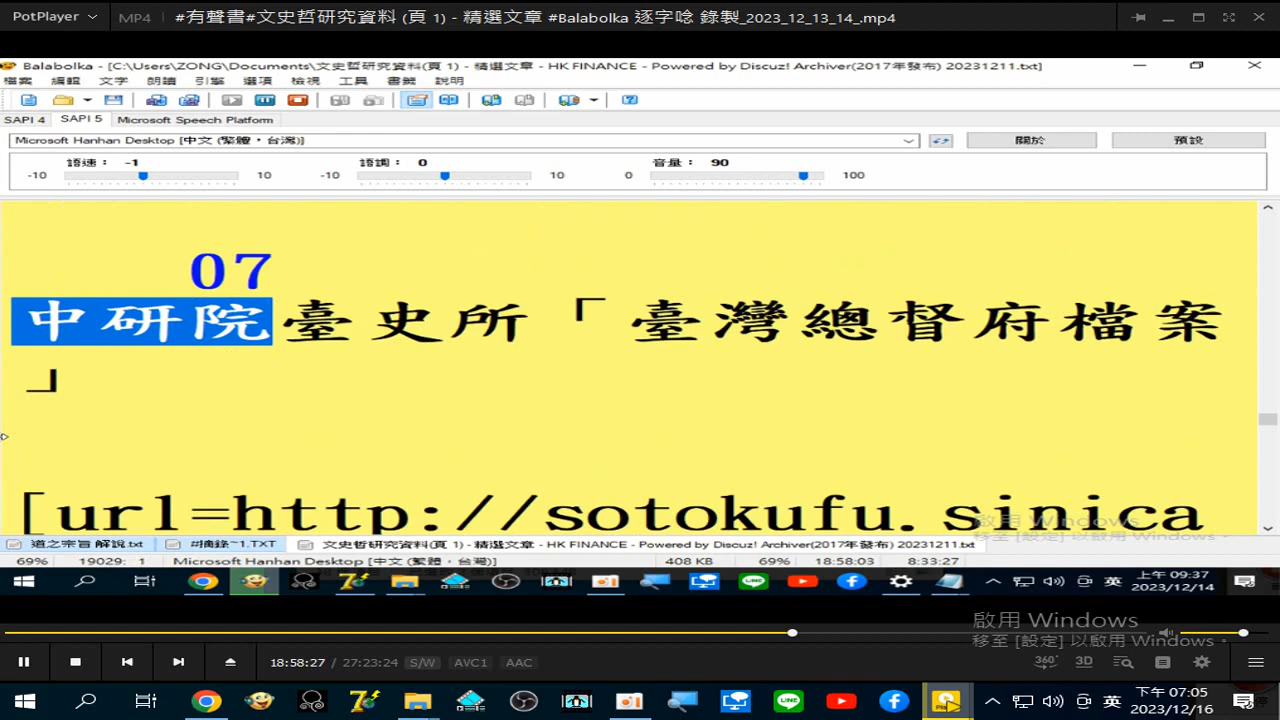 PotPlayer MP4 #有聲書#文史哲研究資料 (頁 1) - 精選文章 #Balabolka 逐字唸 錄製_2023_12_13_14_.mp4
Balabolka - [C:\Users\ZONG\Documents\文史哲研究資料(頁 1) - 精選文章 - HK FINANCE - Powered by Discuz! Archiver(2017年發布) 20231211.txt]
檔案 編輯 文字 朗讀 引擎 選項 檢視 工具 書籤 說明
SAPI 4 SAPI 5 Microsoft Speech Platform
Microsoft Hanhan Desktop [中文 (繁體，台灣)] 關於 預設
語速： -1 語調： 0 音量： 90
-10 10 -10 10 0 100
07
中研院臺史所「臺灣總督府檔案
」
[url=http://sotokufu.sinica
啟用 Windows
移至 [設定] 以啟用 Windows。
道之宗旨 解說.txt #摘錄~1.TXT 文史哲研究資料(頁 1) - 精選文章 - HK FINANCE - Powered by Discuz! Archiver(2017年發布) 20231211.txt
69% 19029: 1 Microsoft Hanhan Desktop [中文 (繁體，台灣)] 408 KB 69% 18:58:03 8:33:27
英 上午 09:37
2023/12/14
啟用 Windows
移至 [設定] 以啟用 Windows。
18:58:27 / 27:23:24 S/W AVC1 AAC 360° 3D
英 下午 07:05
2023/12/16